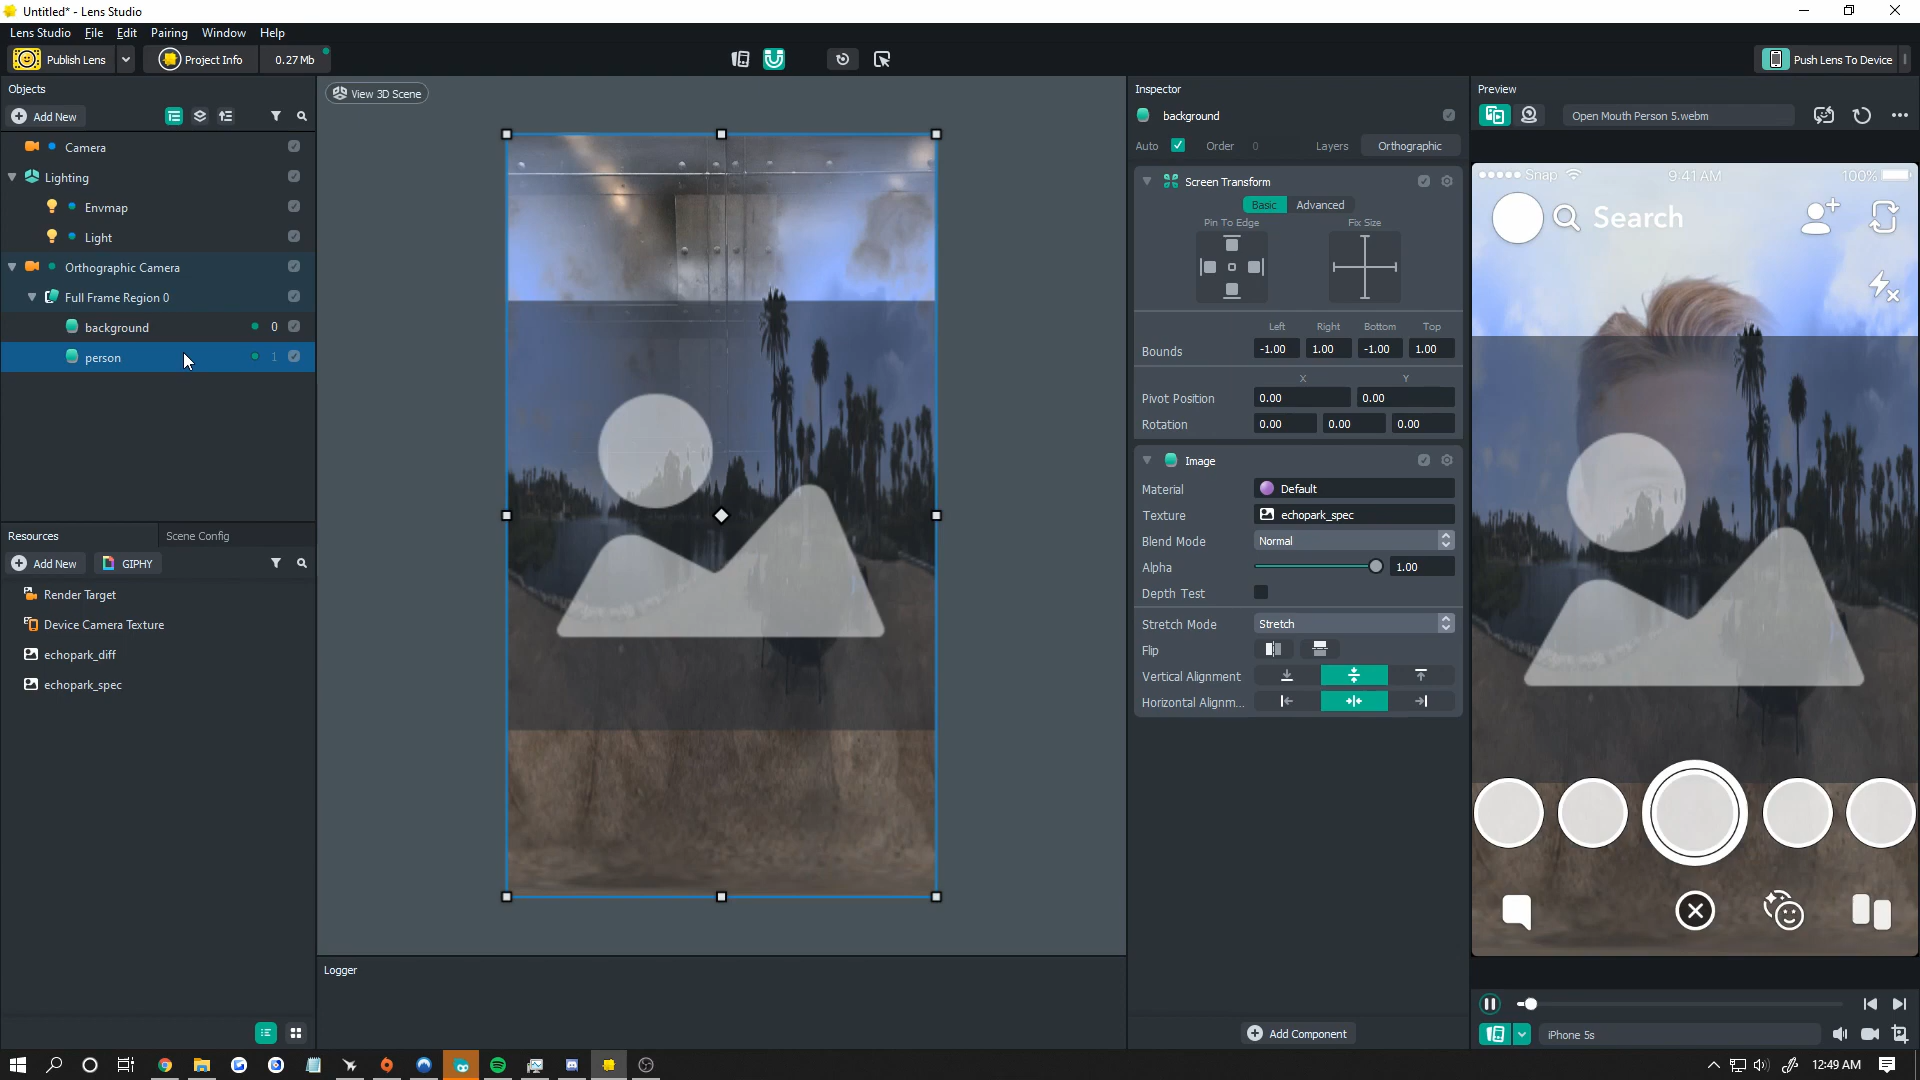 Untitled* - Lens Studio
Lens Studio File Edit Pairing Window Help
Publish Lens Project Info 0.27 Mb Push Lens To Device
Objects
Add New
Camera
Lighting
Envmap
Light
Orthographic Camera
Full Frame Region 0
background 0
person 1
Resources Scene Config
Add New GIPHY
Render Target
Device Camera Texture
echopark_diff
echopark_spec
View 3D Scene
Logger
Inspector
background
Auto Order 0 Layers Orthographic
Screen Transform
Basic Advanced
Pin To Edge Fix Size
Left Right Bottom Top
Bounds -1.00 1.00 -1.00 1.00
X Y
Pivot Position 0.00 0.00
Rotation 0.00 0.00 0.00
Image
Material Default
Texture echopark_spec
Blend Mode Normal
Alpha 1.00
Depth Test
Stretch Mode Stretch
Flip
Vertical Alignment
Horizontal Alignm...
Add Component
Preview
Open Mouth Person 5.webm
Snap 9:41 AM 100%
Search
iPhone 5s
12:49 AM